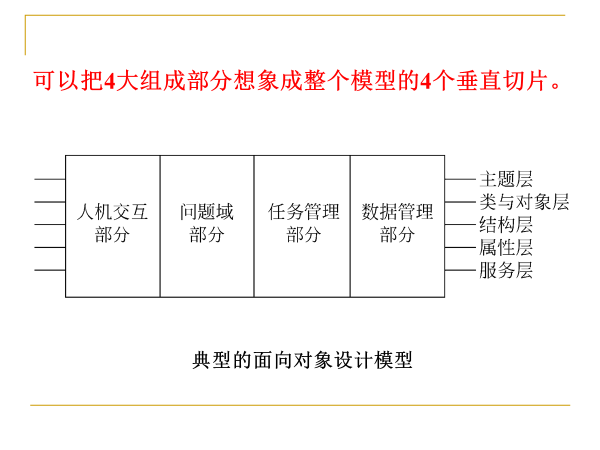 可以把4大组成部分想象成整个模型的4个垂直切片。
人机交互
部分
问题域
部分
任务管理
部分
数据管理
部分
主题层
类与对象层
结构层
属性层
服务层
典型的面向对象设计模型